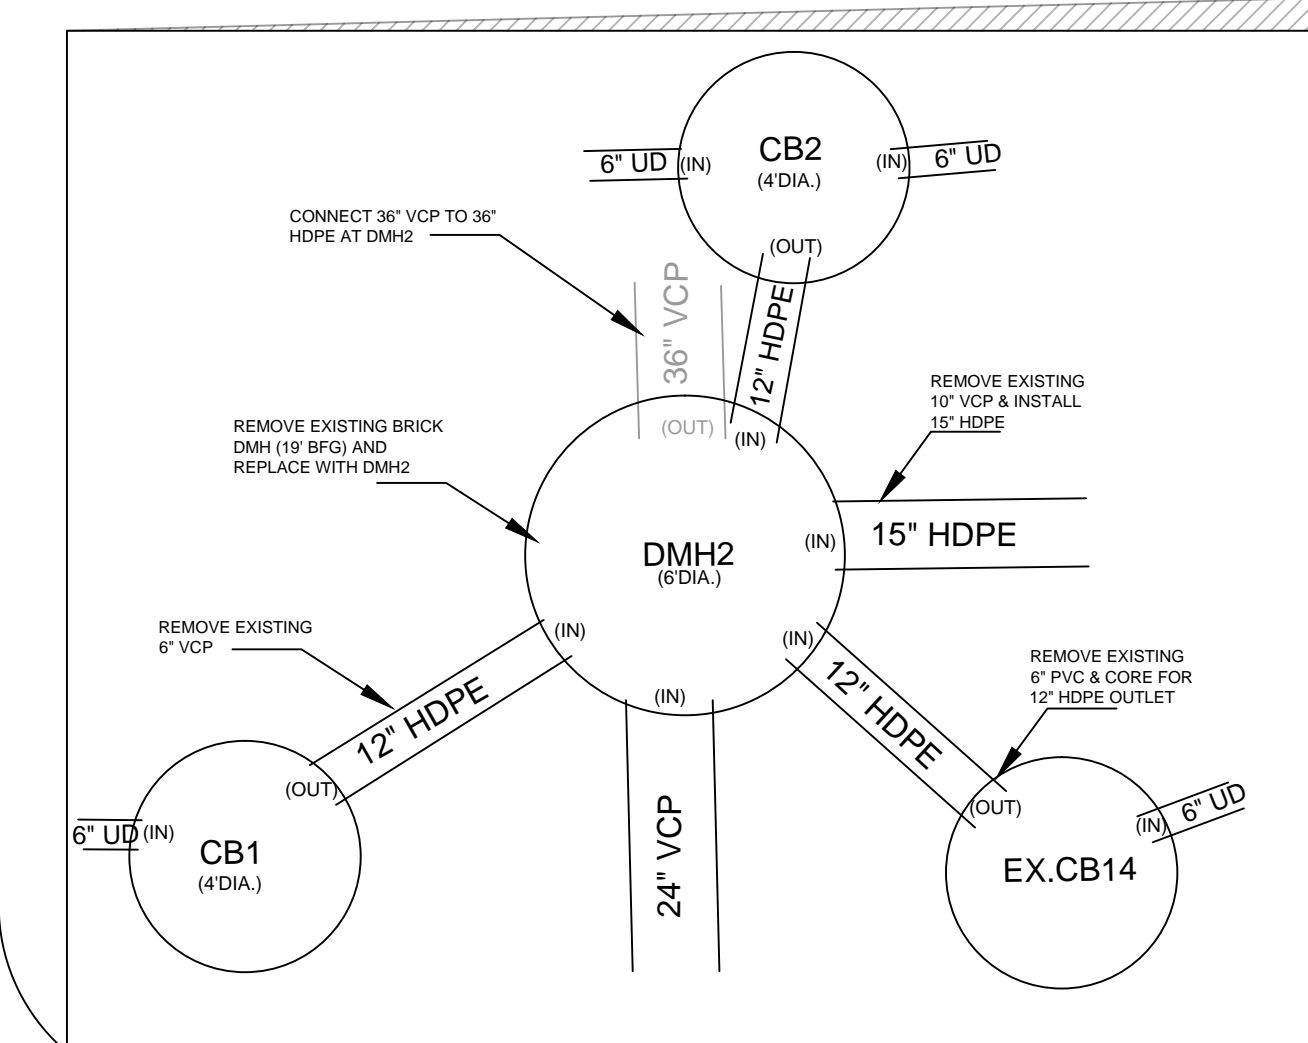 CB2
(4'DIA.)
6" UD
(IN)
(IN)
6" UD
(OUT)
CONNECT 36" VCP TO 36"
HDPE AT DMH2
36" VCP
12" HDPE
(OUT)
(IN)
REMOVE EXISTING
10" VCP & INSTALL
15" HDPE
REMOVE EXISTING BRICK
DMH (19' BFG) AND
REPLACE WITH DMH2
(IN)
15" HDPE
DMH2
(6'DIA.)
REMOVE EXISTING
6" VCP
(IN)
(IN)
(IN)
12" HDPE
12" HDPE
REMOVE EXISTING
6" PVC & CORE FOR
12" HDPE OUTLET
24" VCP
(OUT)
6" UD
(IN)
CB1
(4'DIA.)
(OUT)
(IN)
6" UD
EX.CB14